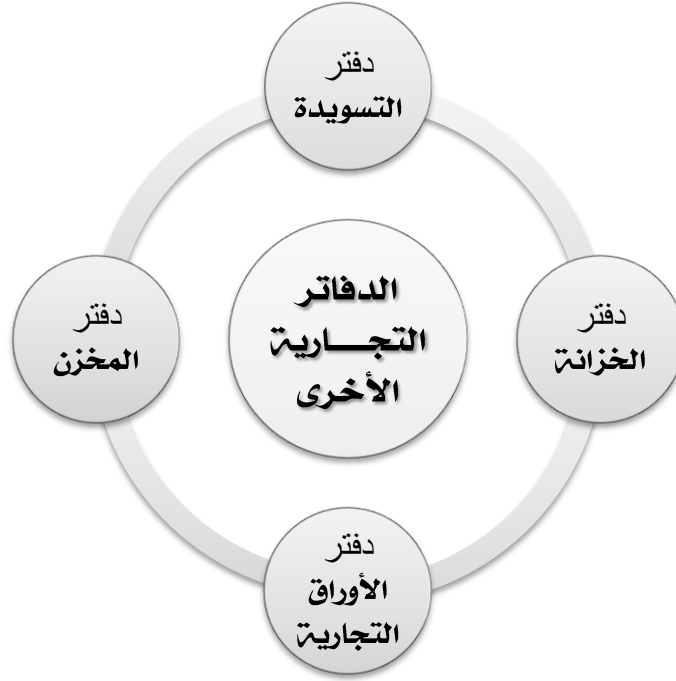 دفتر
التسويدة
الدفاتر
التجـــارية
الأخرى
دفتر
الخزانة
دفتر
المخزن
دفتر
الأوراق
التجارية